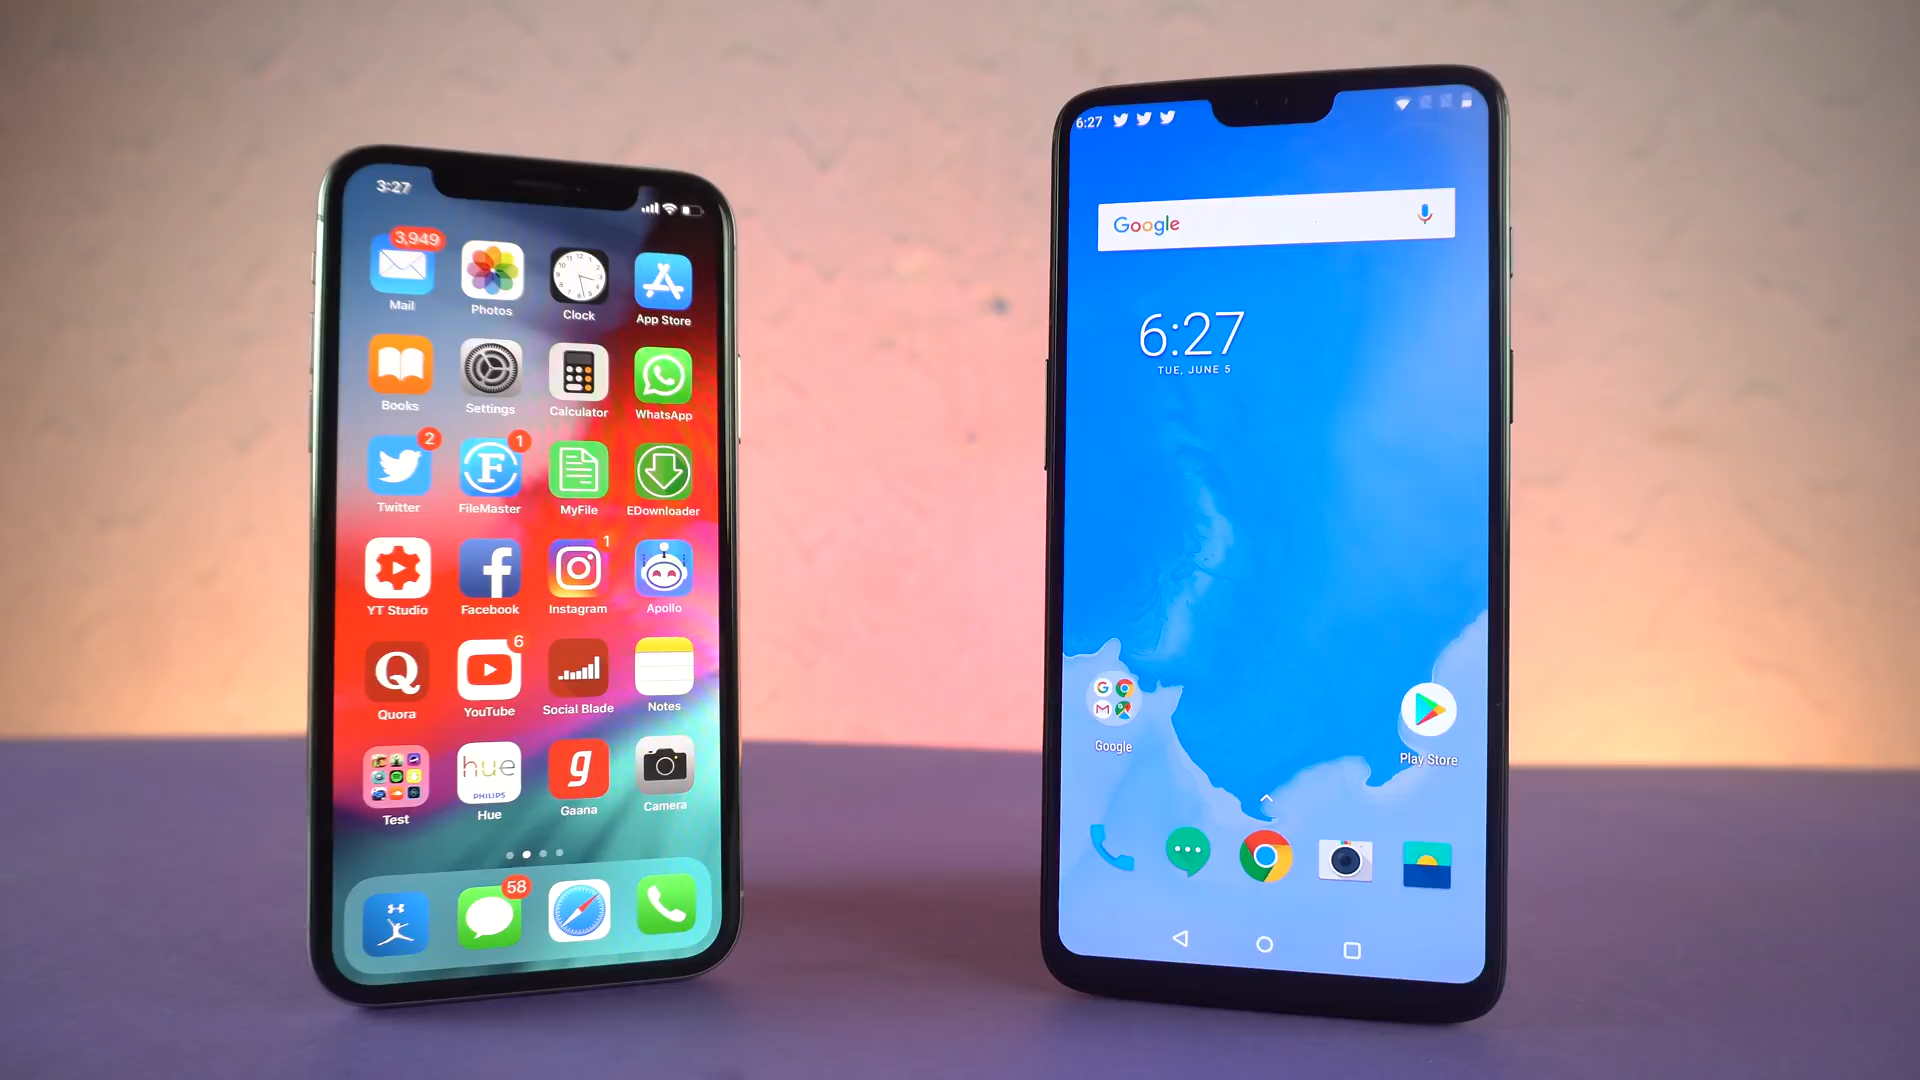 3:27
3,949
Mail
Photos
Clock
App Store
Books
Settings
Calculator
WhatsApp
2
1
F
Twitter
FileMaster
MyFile
EDownloader
1
YT Studio
Facebook
Instagram
Apollo
6
Q
Quora
YouTube
Social Blade
Notes
hue
PHILIPS
g
Test
Hue
Gaana
Camera
58
6:27
Google
6:27
TUE, JUNE 5
Google
Play Store